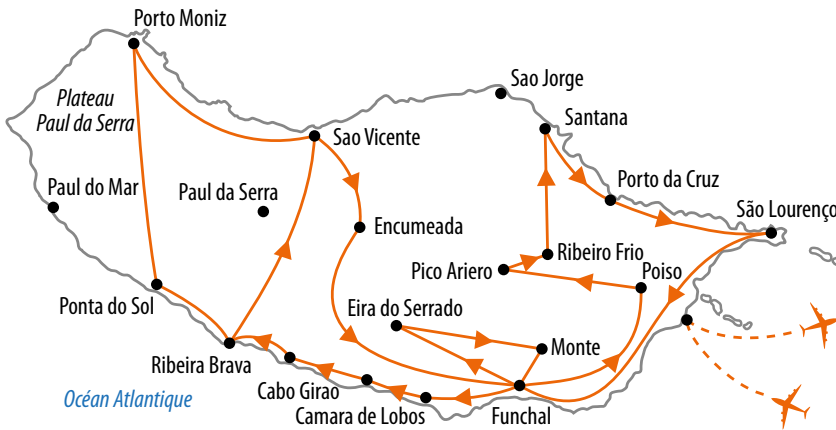 Porto Moniz
Sao Jorge
Plateau
Paul da Serra
Santana
Sao Vicente
Porto da Cruz
Paul do Mar
Paul da Serra
São Lourenço
Encumeada
Ribeiro Frio
Pico Ariero
Poiso
Ponta do Sol
Eira do Serrado
Monte
Ribeira Brava
Cabo Girao
Océan Atlantique
Camara de Lobos
Funchal